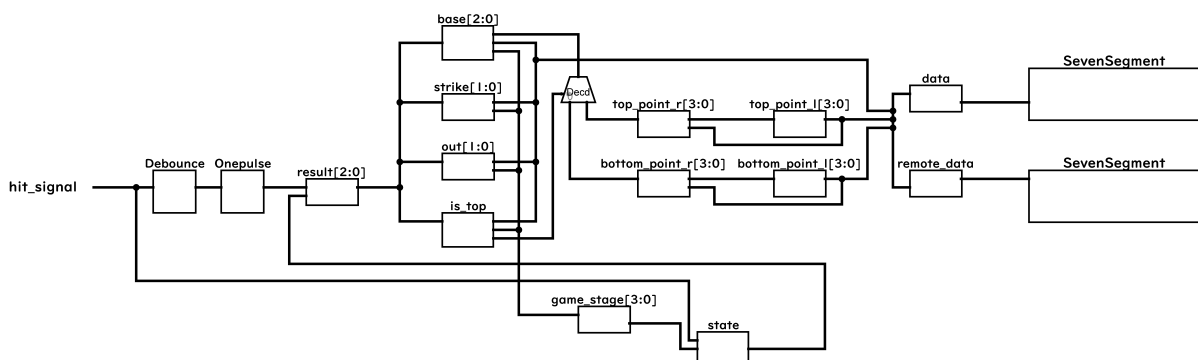 base[2:0]
SevenSegment
data
strike[1:0]
Decd
top_point_r[3:0]
top_point_l[3:0]
out[1:0]
Debounce
Onepulse
result[2:0]
bottom_point_r[3:0]
bottom_point_l[3:0]
remote_data
SevenSegment
hit_signal
is_top
game_stage[3:0]
state